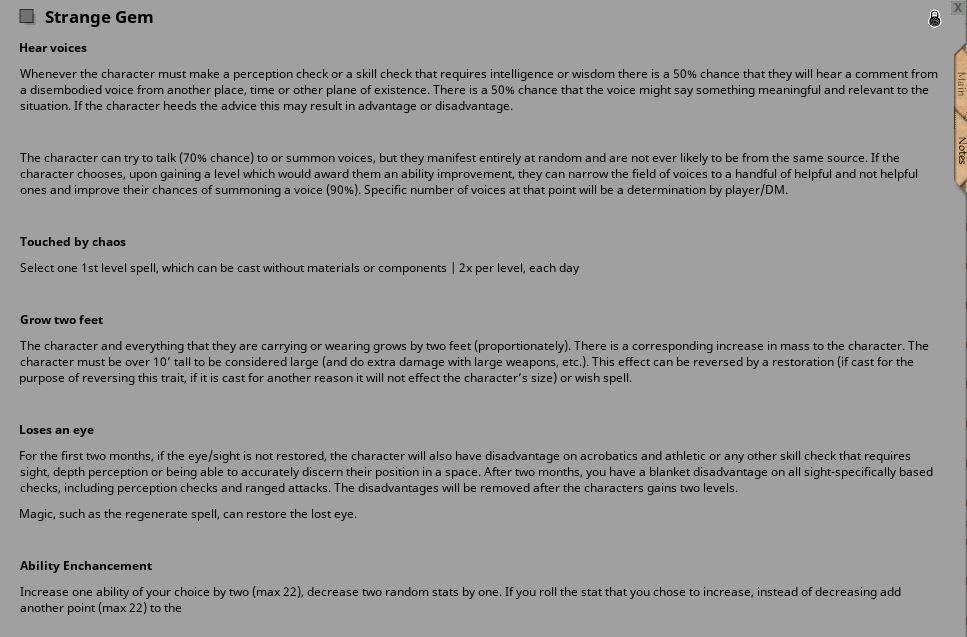 Strange Gem
X
Hear voices
Whenever the character must make a perception check or a skill check that requires intelligence or wisdom there is a 50% chance that they will hear a comment from
a disembodied voice from another place, time or other plane of existence. There is a 50% chance that the voice might say something meaningful and relevant to the
situation. If the character heeds the advice this may result in advantage or disadvantage.
Main
Notes
The character can try to talk (70% chance) to or summon voices, but they manifest entirely at random and are not ever likely to be from the same source. If the
character chooses, upon gaining a level which would award them an ability improvement, they can narrow the field of voices to a handful of helpful and not helpful
ones and improve their chances of summoning a voice (90%). Specific number of voices at that point will be a determination by player/DM.
Touched by chaos
Select one 1st level spell, which can be cast without materials or components | 2x per level, each day
Grow two feet
The character and everything that they are carrying or wearing grows by two feet (proportionately). There is a corresponding increase in mass to the character. The
character must be over 10’ tall to be considered large (and do extra damage with large weapons, etc.). This effect can be reversed by a restoration (if cast for the
purpose of reversing this trait, if it is cast for another reason it will not effect the character’s size) or wish spell.
Loses an eye
For the first two months, if the eye/sight is not restored, the character will also have disadvantage on acrobatics and athletic or any other skill check that requires
sight, depth perception or being able to accurately discern their position in a space. After two months, you have a blanket disadvantage on all sight-specifically based
checks, including perception checks and ranged attacks. The disadvantages will be removed after the characters gains two levels.
Magic, such as the regenerate spell, can restore the lost eye.
Ability Enchancement
Increase one ability of your choice by two (max 22), decrease two random stats by one. If you roll the stat that you chose to increase, instead of decreasing add
another point (max 22) to the